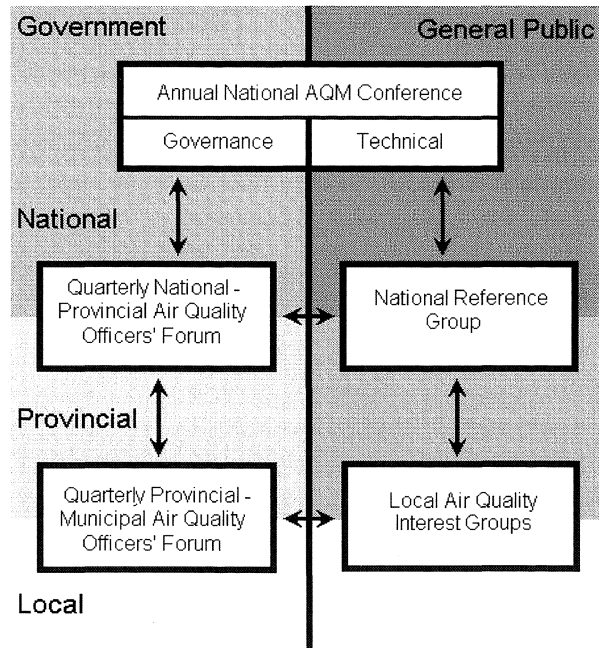 Government
General Public
Annual National AQM Conference
Governance
Technical
National
Quarterly National -
Provincial Air Quality
Officers' Forum
National Reference
Group
Provincial
Quarterly Provincial -
Municipal Air Quality
Officers' Forum
Local Air Quality
Interest Groups
Local